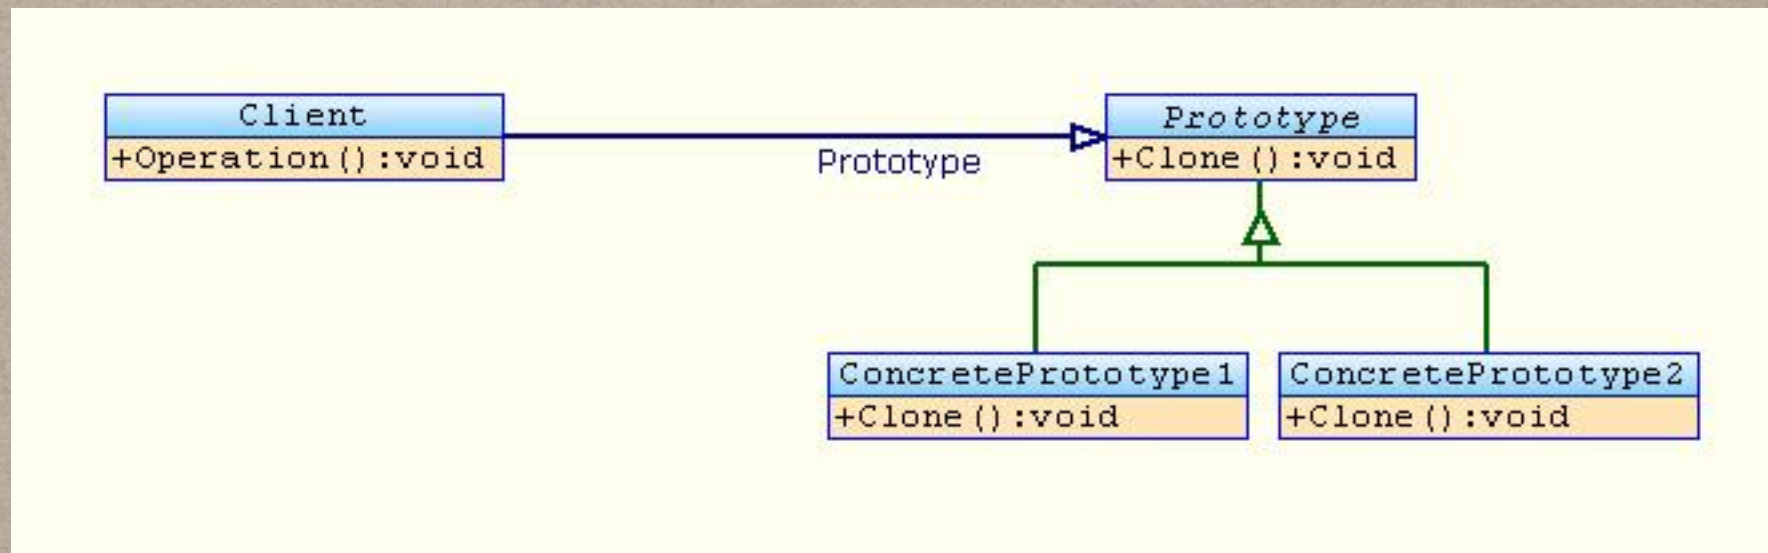 Client
+Operation():void
Prototype
Prototype
+Clone():void
ConcretePrototype1
+Clone():void
ConcretePrototype2
+Clone():void